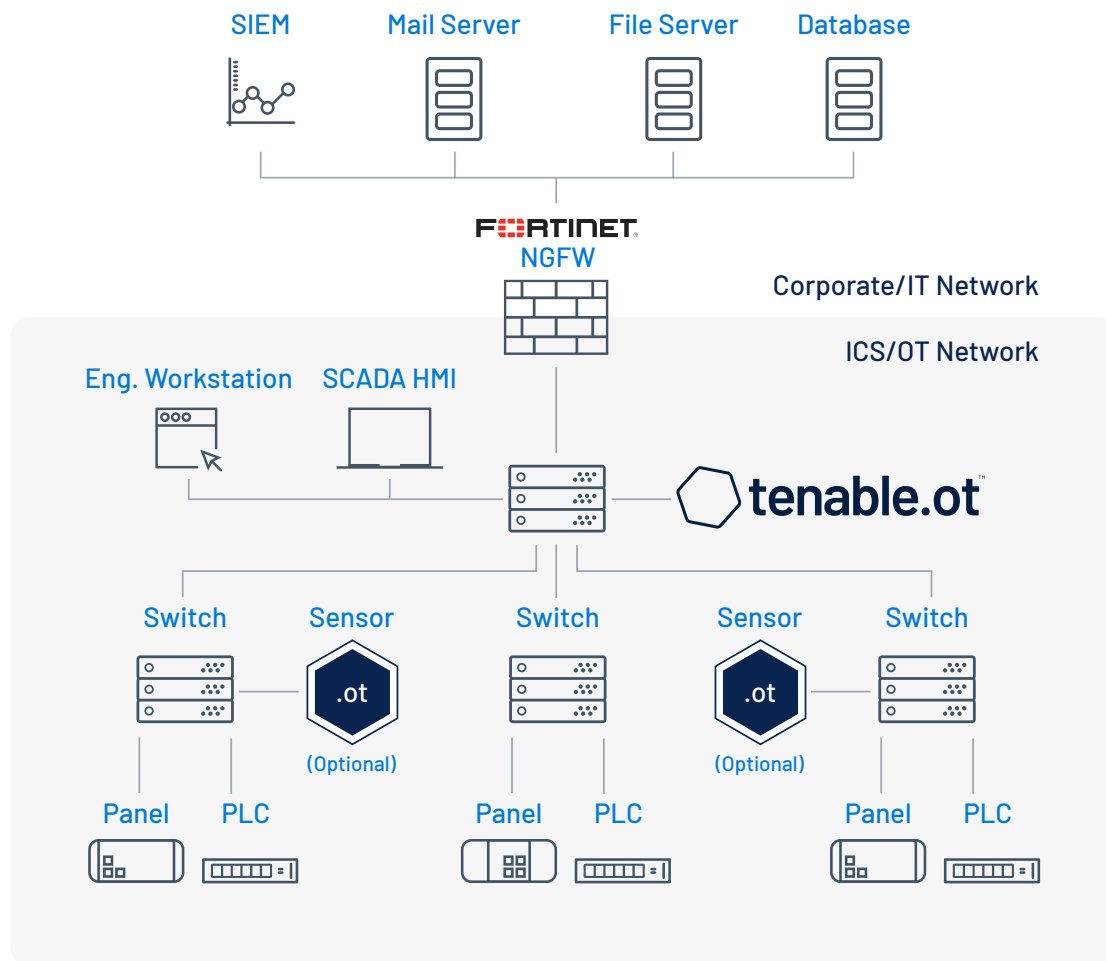 SIEM
Mail Server
File Server
Database
FORTINET®
NGFW
Corporate/IT Network
ICS/OT Network
Eng. Workstation
SCADA HMI
tenable.ot™
Switch
Sensor
Switch
Sensor
Switch
.ot
.ot
(Optional)
(Optional)
Panel
PLC
Panel
PLC
Panel
PLC